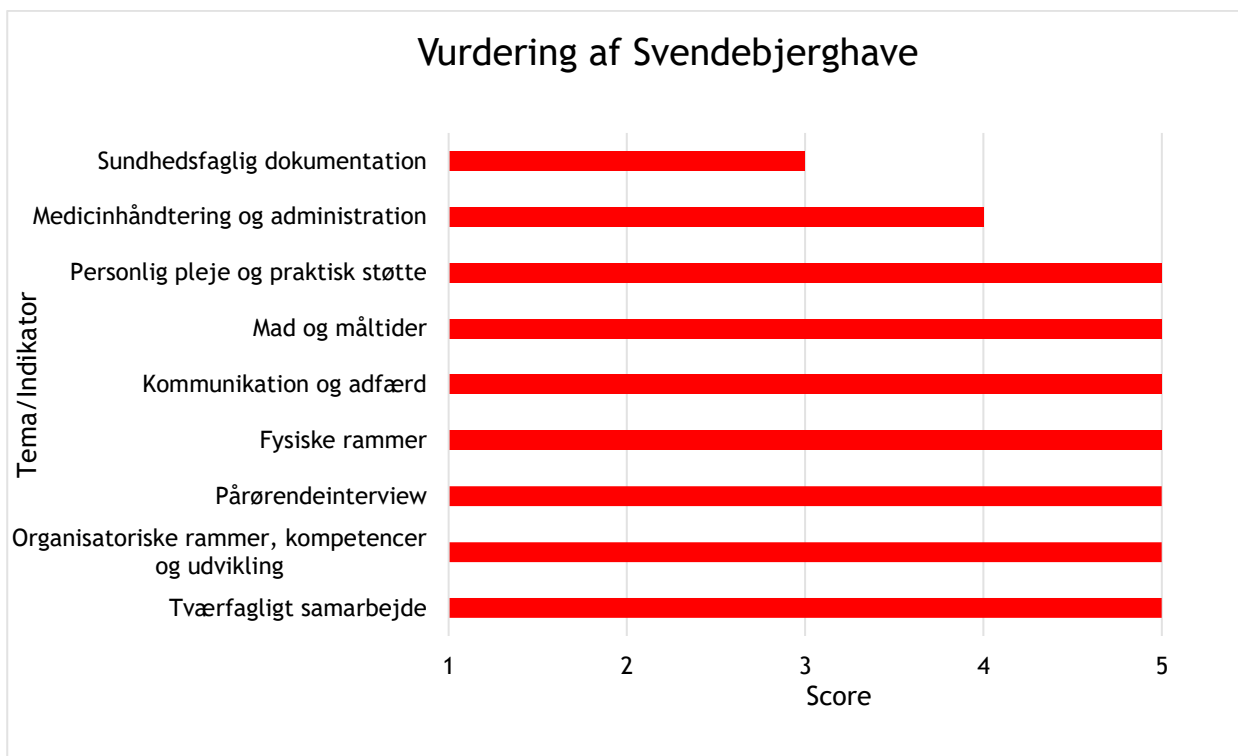 Vurdering af Svendebjerghave
Sundhedsfaglig dokumentation
Medicinhåndtering og administration
Personlig pleje og praktisk støtte
Mad og måltider
Kommunikation og adfærd
Fysiske rammer
Pårørendeinterview
Organisatoriske rammer, kompetencer
og udvikling
Tværfagligt samarbejde
Tema/Indikator
1 2 3 4 5
Score